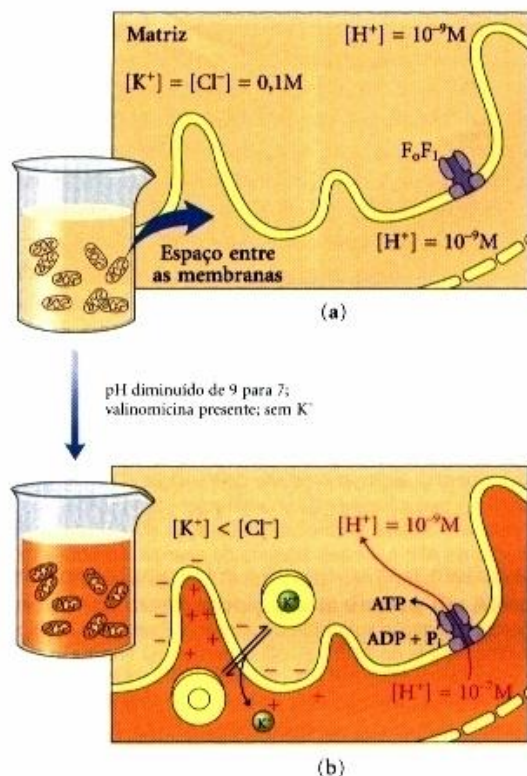 Matriz
[H⁺] = 10⁻⁹M
[K⁺] = [Cl⁻] = 0,1M
FₒF₁
Espaço entre
as membranas
[H⁺] = 10⁻⁹M
(a)
pH diminuído de 9 para 7;
valinomicina presente; sem K⁺
[K⁺] < [Cl⁻]
[H⁺] = 10⁻⁹M
K⁺
ATP
ADP + Pᵢ
K⁺
[H⁺] = 10⁻⁷M
(b)